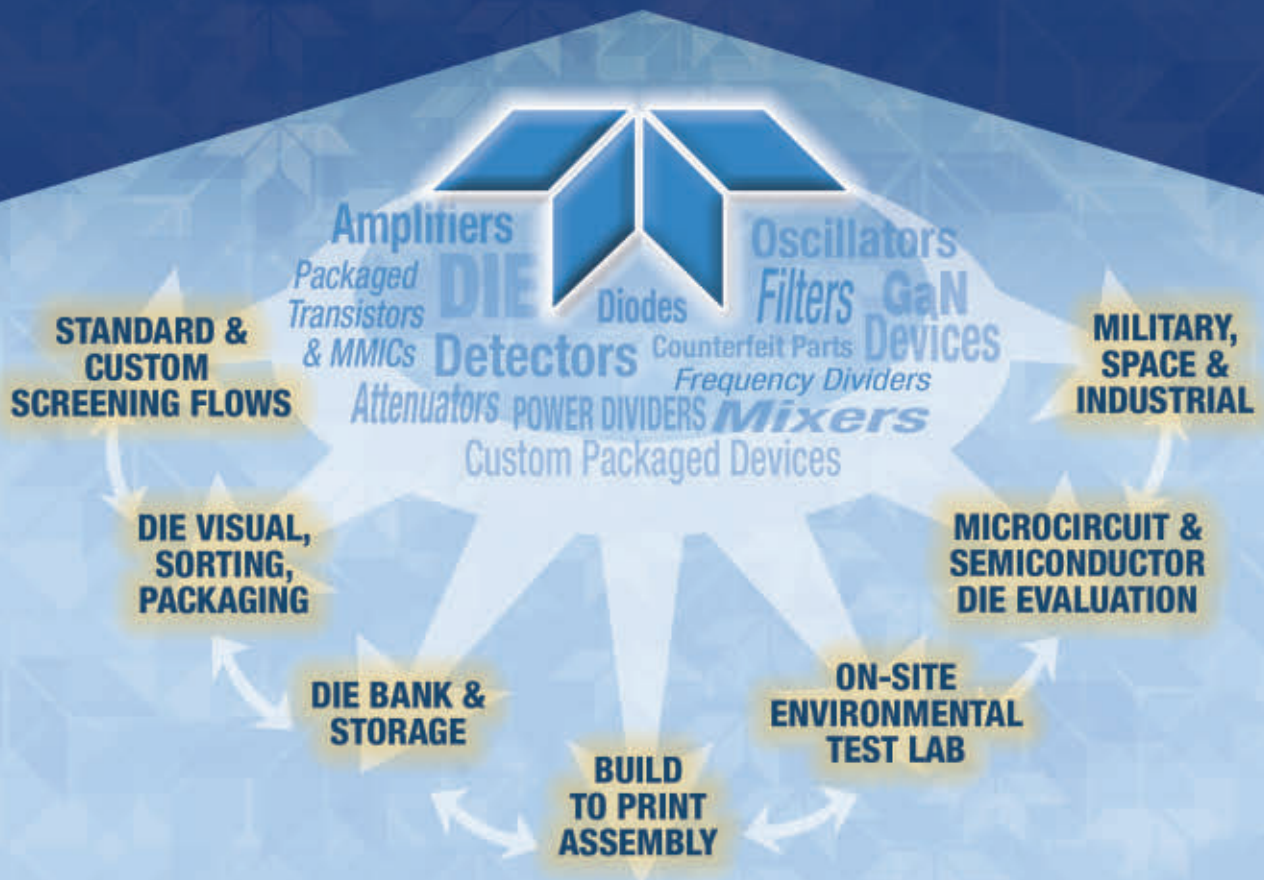 Amplifiers
Oscillators
Packaged
Transistors
& MMICs
DIE
Diodes
Filters
GaN
Devices
Detectors
Counterfeit Parts
Frequency Dividers
Attenuators
POWER DIVIDERS
Mixers
Custom Packaged Devices
STANDARD &
CUSTOM
SCREENING FLOWS
DIE VISUAL,
SORTING,
PACKAGING
DIE BANK &
STORAGE
BUILD
TO PRINT
ASSEMBLY
ON-SITE
ENVIRONMENTAL
TEST LAB
MICROCIRCUIT &
SEMICONDUCTOR
DIE EVALUATION
MILITARY,
SPACE &
INDUSTRIAL